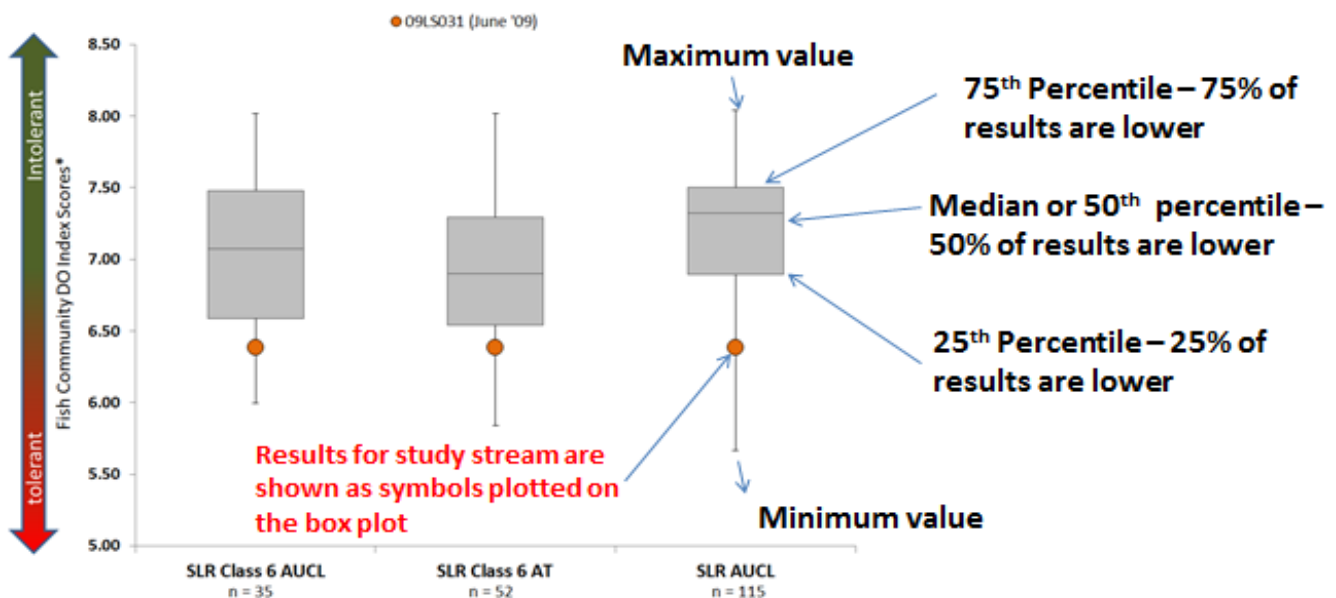 09LS031 (June '09)
8.50
8.00
7.50
7.00
6.50
6.00
5.50
5.00
Intolerant
tolerant
Fish Community DO Index Scores*
Maximum value
75th Percentile – 75% of
results are lower
Median or 50th percentile –
50% of results are lower
25th Percentile – 25% of
results are lower
Results for study stream are
shown as symbols plotted on
the box plot
Minimum value
SLR Class 6 AUCL
n = 35
SLR Class 6 AT
n = 52
SLR AUCL
n = 115